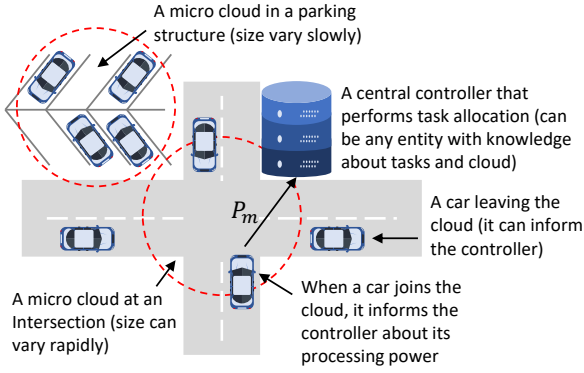 A micro cloud in a parking
structure (size vary slowly)
A central controller that
performs task allocation (can
be any entity with knowledge
about tasks and cloud)
P_m
A car leaving the
cloud (it can inform
the controller)
A micro cloud at an
Intersection (size can
vary rapidly)
When a car joins the
cloud, it informs the
controller about its
processing power